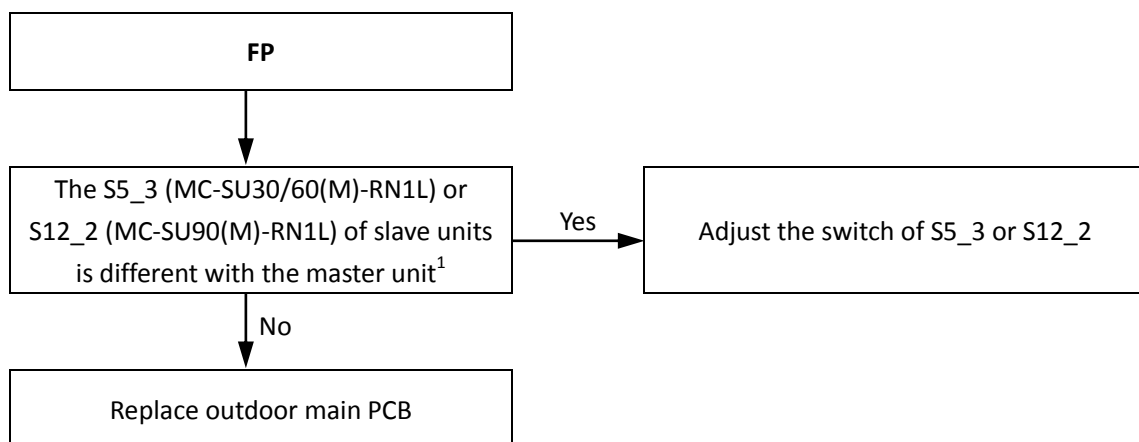 FP
The S5_3 (MC-SU30/60(M)-RN1L) or
S12_2 (MC-SU90(M)-RN1L) of slave units
is different with the master unit¹
Yes
Adjust the switch of S5_3 or S12_2
No
Replace outdoor main PCB